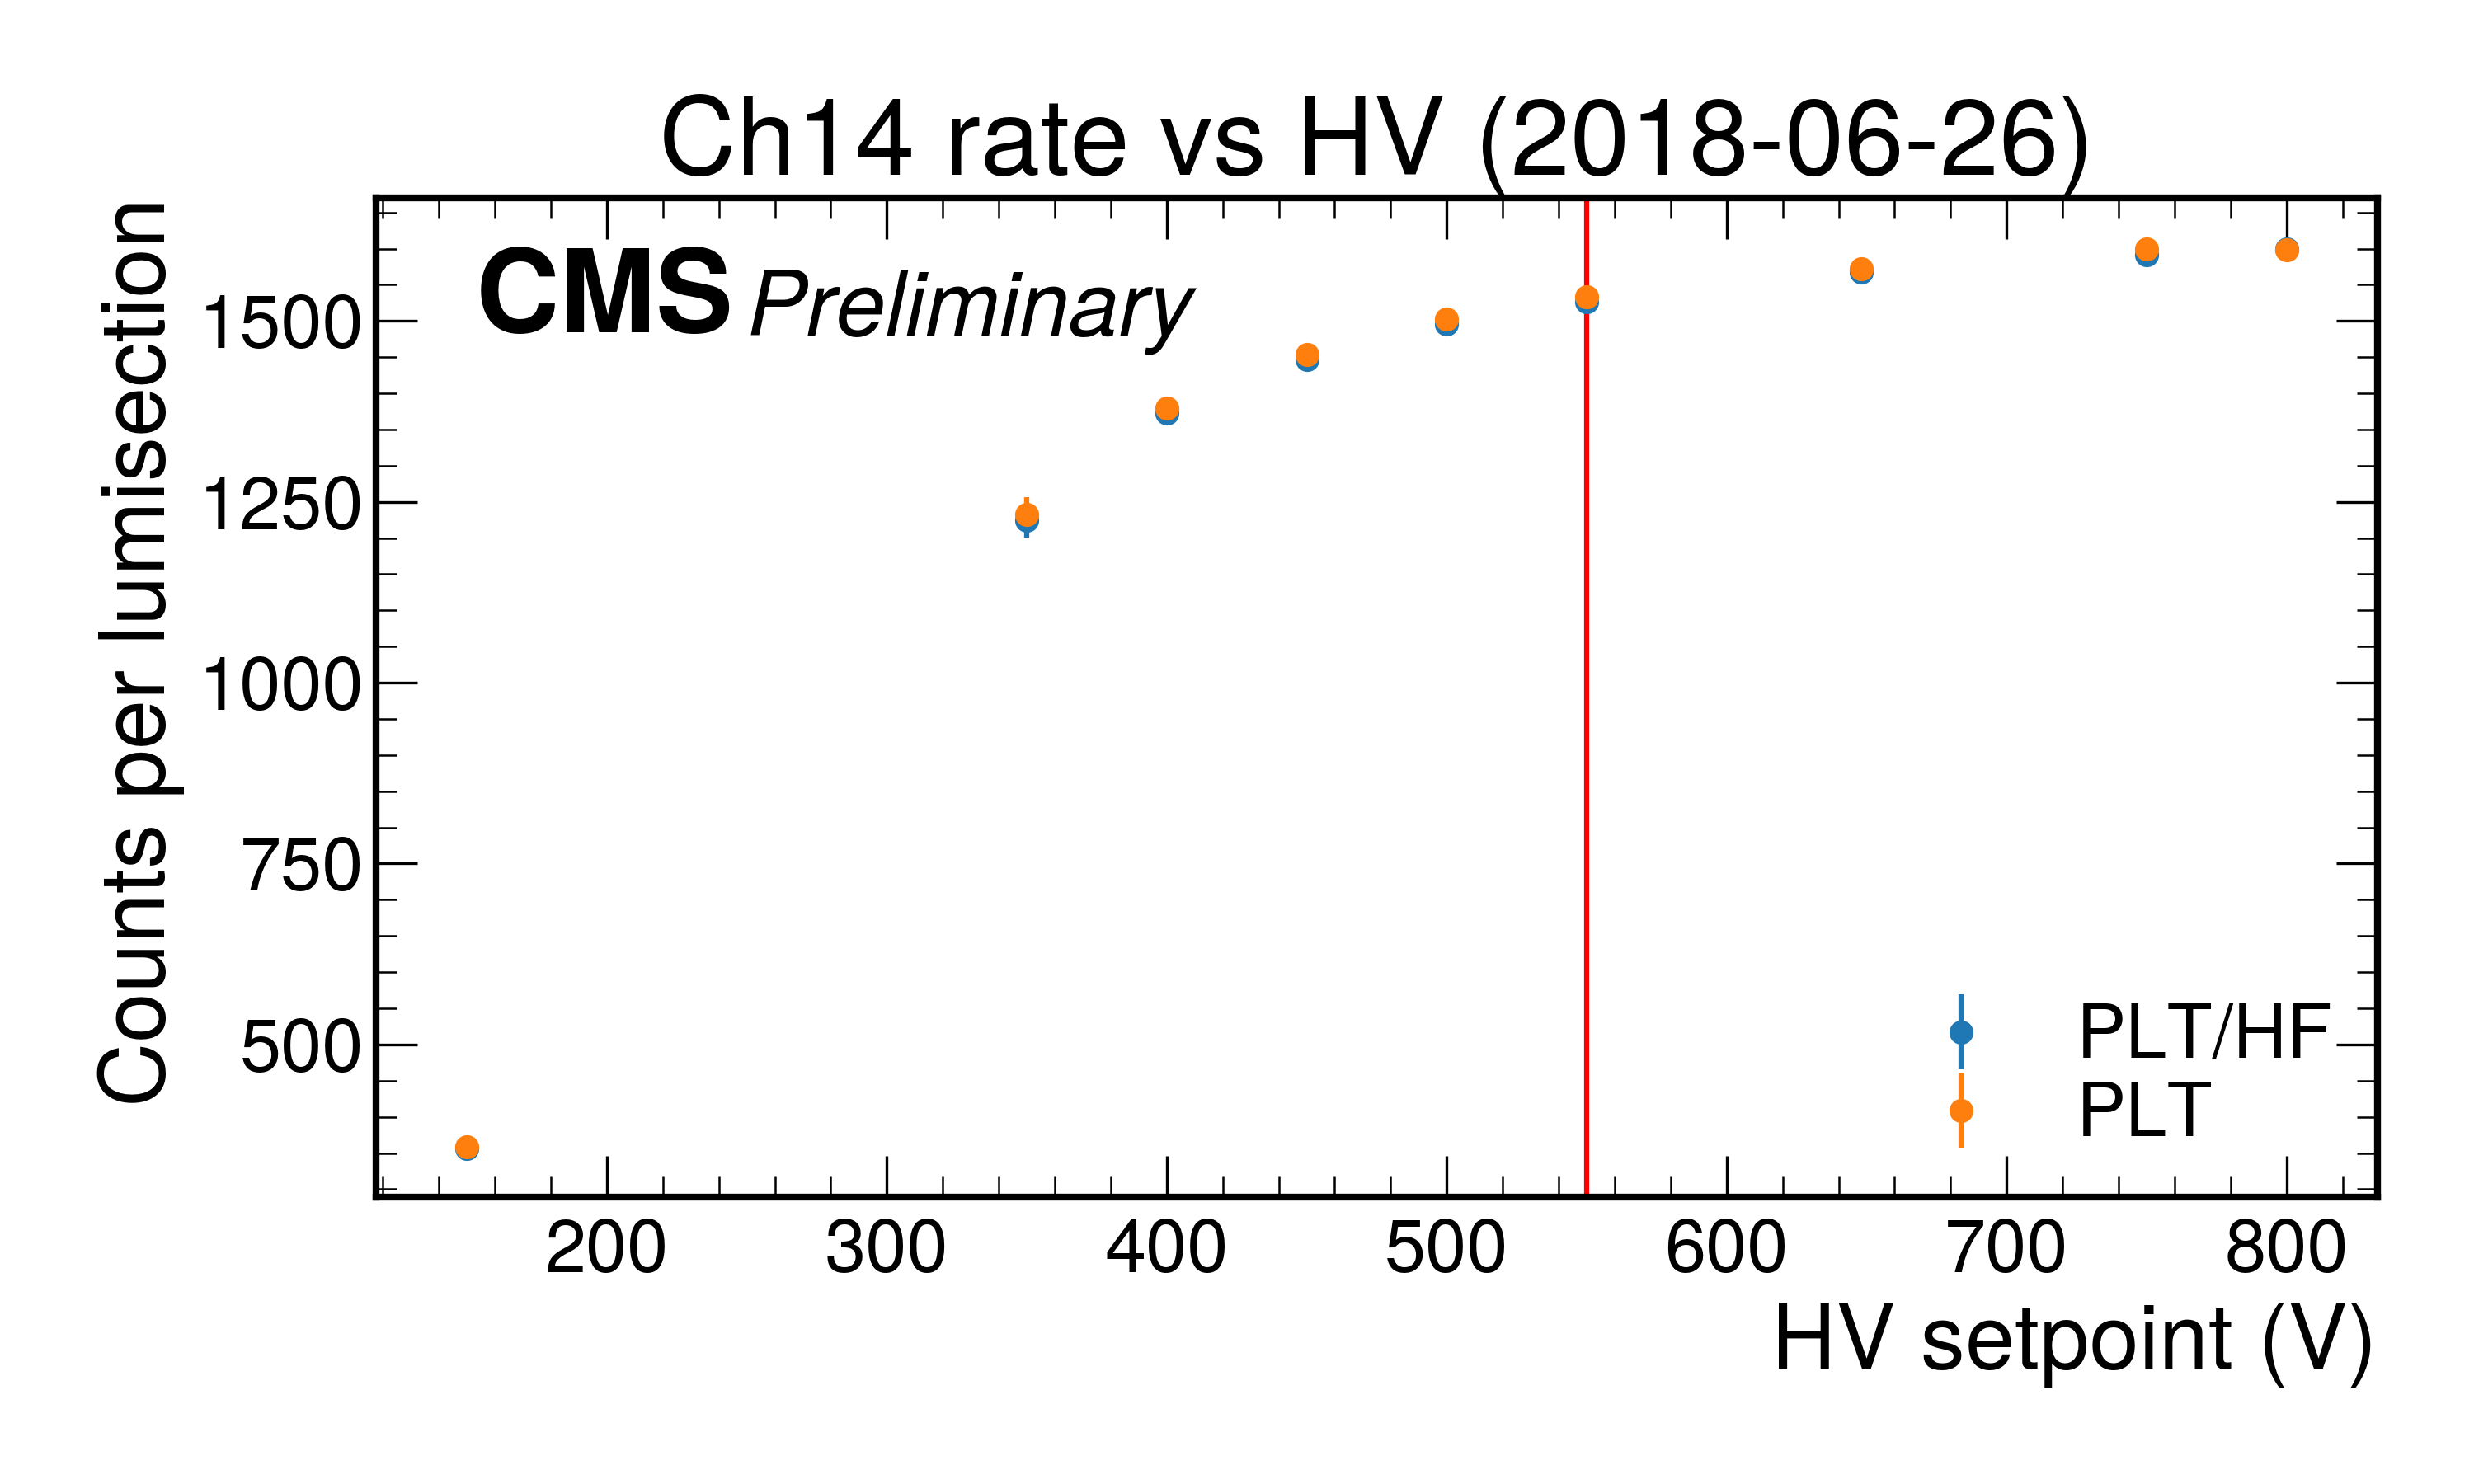 Ch14 rate vs HV (2018-06-26)
CMS Preliminary
Counts per lumisection
1500
1250
1000
750
500
PLT/HF
PLT
200 300 400 500 600 700 800
HV setpoint (V)